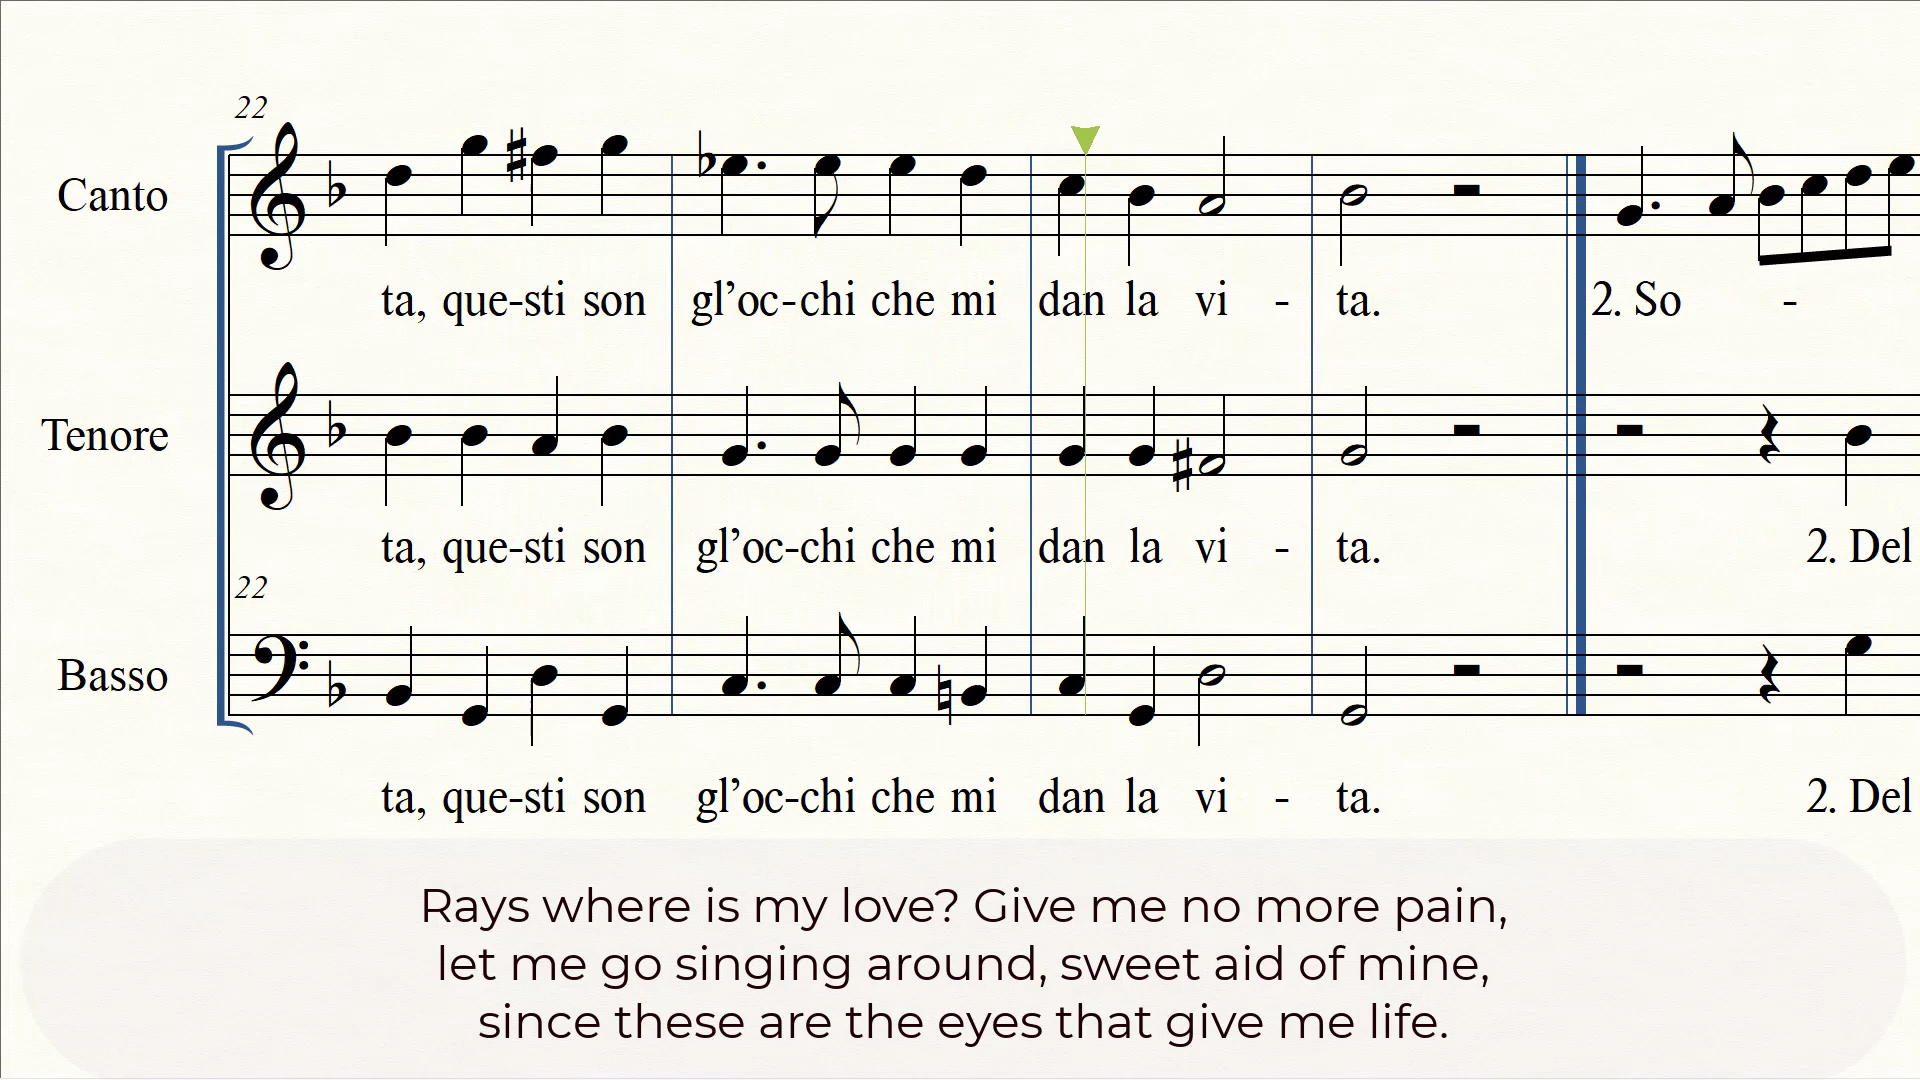 22
Canto
ta, que-sti son gl’oc-chi che mi dan la vi - ta. 2. So -
Tenore
ta, que-sti son gl’oc-chi che mi dan la vi - ta. 2. Del
22
Basso
ta, que-sti son gl’oc-chi che mi dan la vi - ta. 2. Del
Rays where is my love? Give me no more pain,
let me go singing around, sweet aid of mine,
since these are the eyes that give me life.